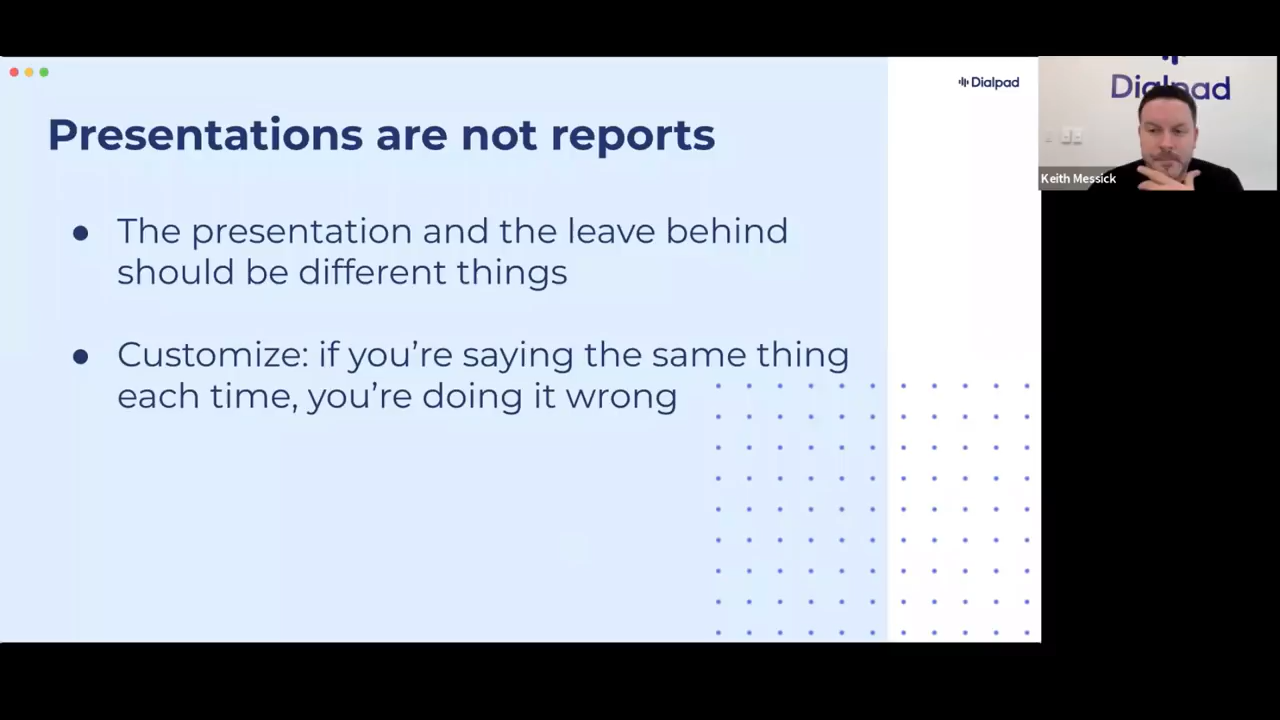 Presentations are not reports
● The presentation and the leave behind
should be different things
● Customize: if you’re saying the same thing
each time, you’re doing it wrong
Dialpad
Dialpad
Keith Messick